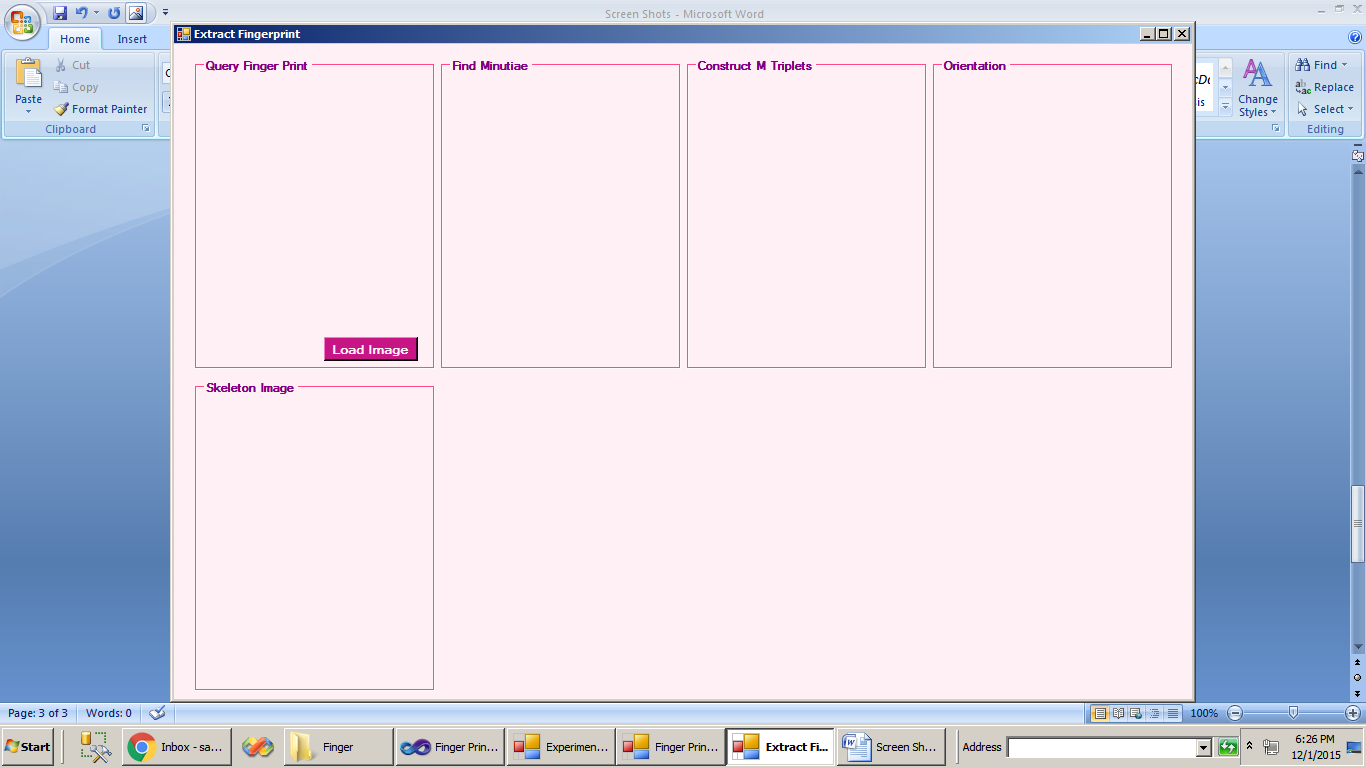 Screen Shots - Microsoft Word
Home
Insert
Cut
Copy
Paste
Format Painter
Clipboard
Extract Fingerprint
Query Finger Print
Find Minutiae
Construct M Triplets
Orientation
Load Image
Skeleton Image
Change
Styles
Find
Replace
Select
Editing
Page: 3 of 3
Words: 0
100%
Start
Inbox - sa...
Finger
Finger Prin...
Experimen...
Finger Prin...
Extract Fi...
Screen Sh...
Address
6:26 PM
12/1/2015